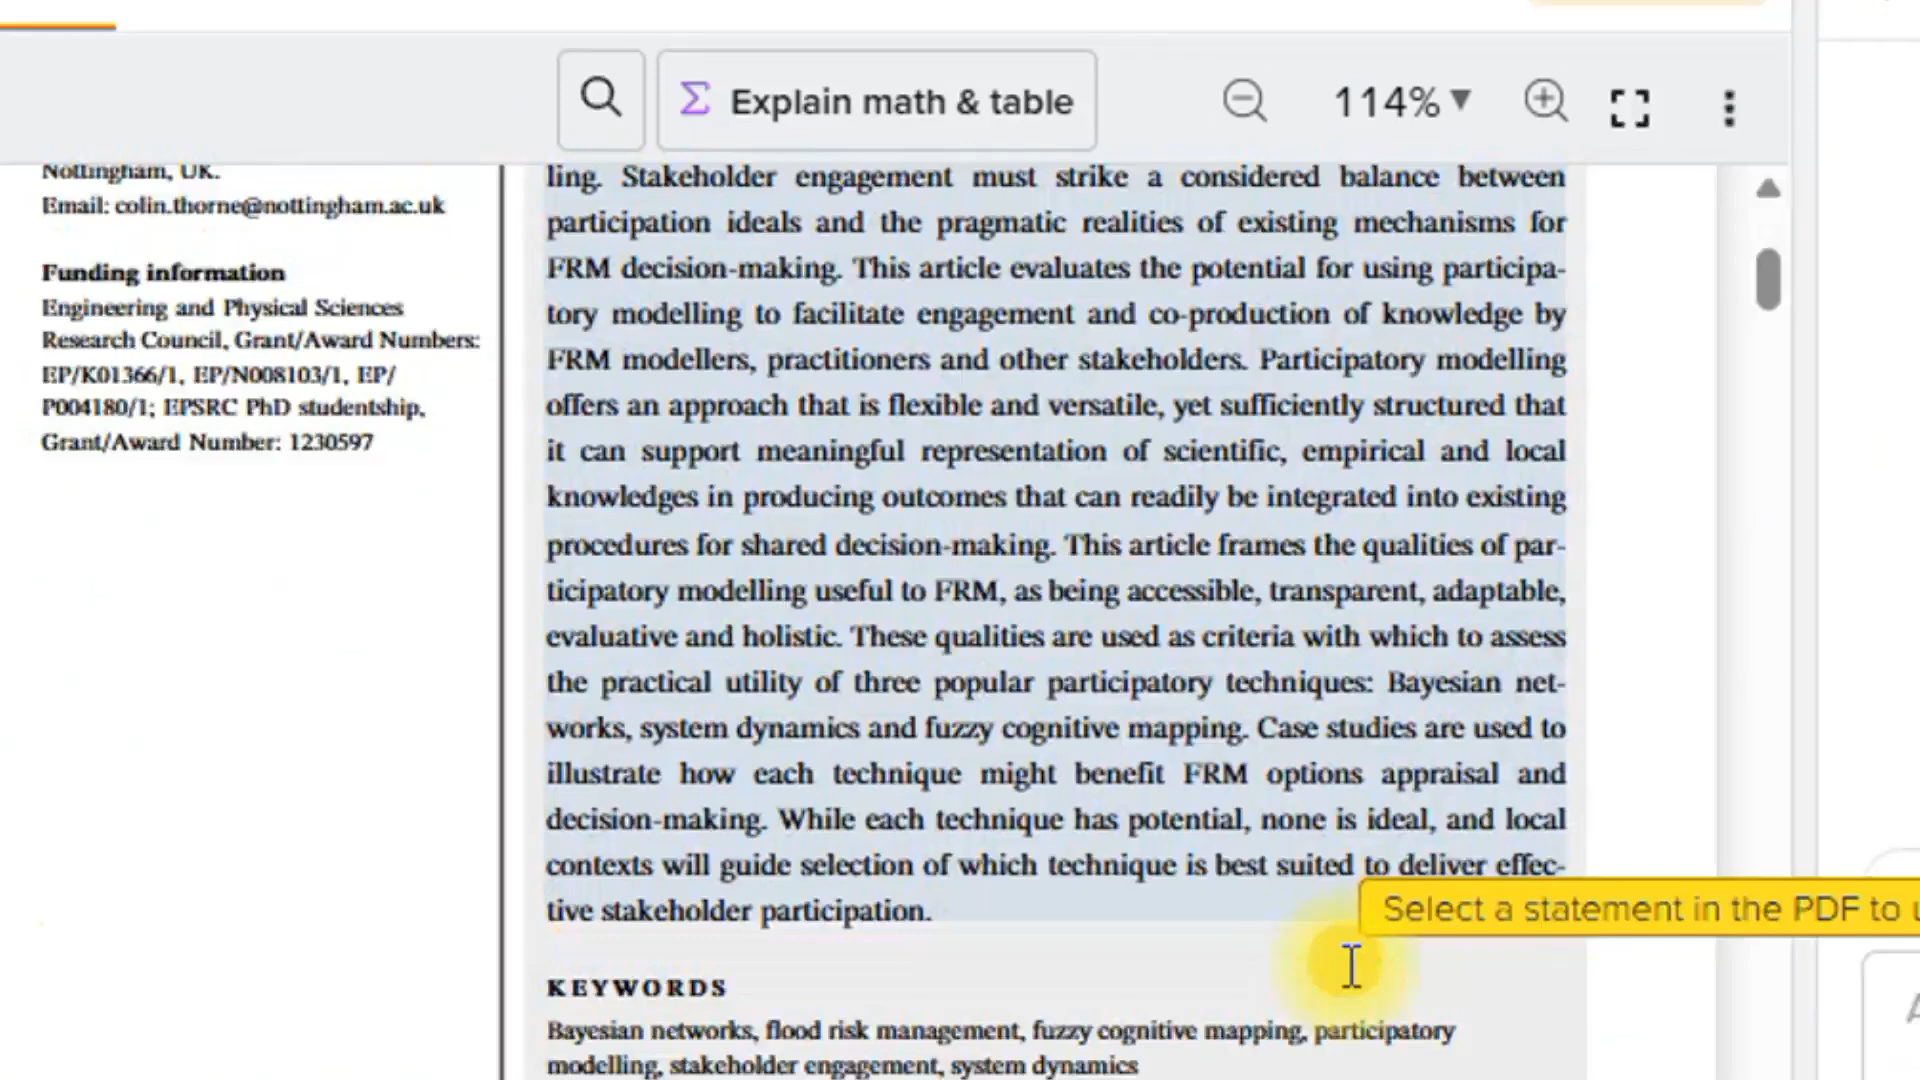 Explain math & table
114%
Nottingham, UK.
Email: colin.thorne@nottingham.ac.uk
Funding information
Engineering and Physical Sciences
Research Council, Grant/Award Numbers:
EP/K01366/1, EP/N008103/1, EP/
P004180/1; EPSRC PhD studentship,
Grant/Award Number: 1230597
ling. Stakeholder engagement must strike a considered balance between
participation ideals and the pragmatic realities of existing mechanisms for
FRM decision-making. This article evaluates the potential for using participa-
tory modelling to facilitate engagement and co-production of knowledge by
FRM modellers, practitioners and other stakeholders. Participatory modelling
offers an approach that is flexible and versatile, yet sufficiently structured that
it can support meaningful representation of scientific, empirical and local
knowledges in producing outcomes that can readily be integrated into existing
procedures for shared decision-making. This article frames the qualities of par-
ticipatory modelling useful to FRM, as being accessible, transparent, adaptable,
evaluative and holistic. These qualities are used as criteria with which to assess
the practical utility of three popular participatory techniques: Bayesian net-
works, system dynamics and fuzzy cognitive mapping. Case studies are used to
illustrate how each technique might benefit FRM options appraisal and
decision-making. While each technique has potential, none is ideal, and local
contexts will guide selection of which technique is best suited to deliver effec-
tive stakeholder participation.
Select a statement in the PDF to
KEYWORDS
Bayesian networks, flood risk management, fuzzy cognitive mapping, participatory
modelling, stakeholder engagement, system dynamics